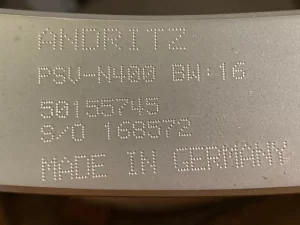 ANDRITZ
PSV-N400 BW:16
50155745
S/O 168572
MADE IN GERMANY